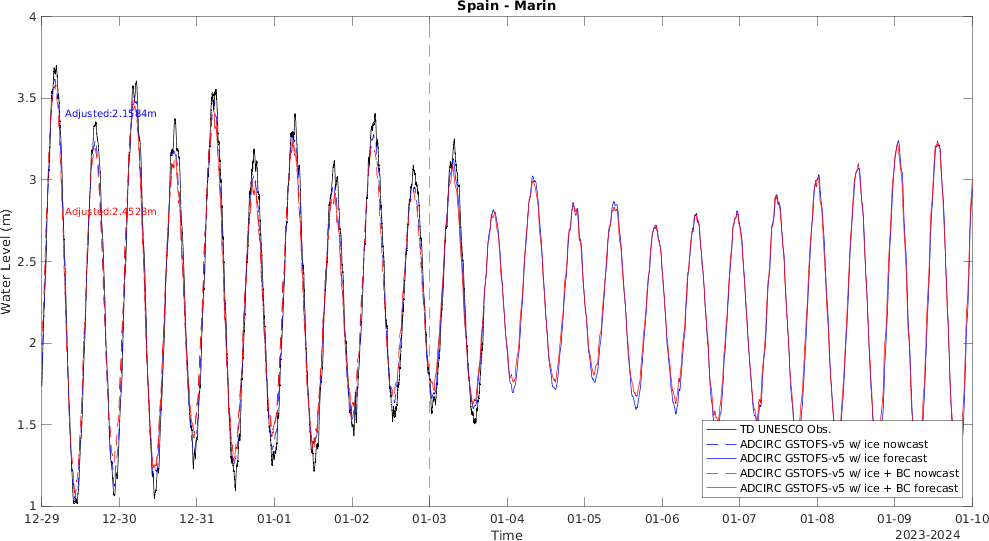 Spain - Marin
4
3.5
3
2.5
2
1.5
1
Water Level (m)
Adjusted:2.1584m
Adjusted:2.4523m
TD UNESCO Obs.
ADCIRC GSTOFS-v5 w/ ice nowcast
ADCIRC GSTOFS-v5 w/ ice forecast
ADCIRC GSTOFS-v5 w/ ice + BC nowcast
ADCIRC GSTOFS-v5 w/ ice + BC forecast
12-29 12-30 12-31 01-01 01-02 01-03 01-04 01-05 01-06 01-07 01-08 01-09 01-10
Time
2023-2024